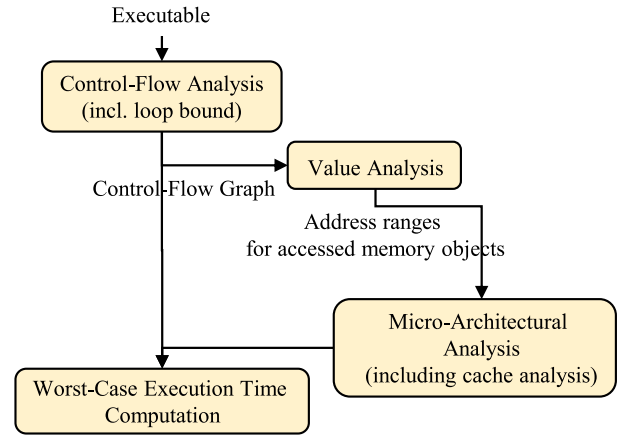 Executable
Control-Flow Analysis
(incl. loop bound)
Value Analysis
Control-Flow Graph
Address ranges
for accessed memory objects
Micro-Architectural
Analysis
(including cache analysis)
Worst-Case Execution Time
Computation